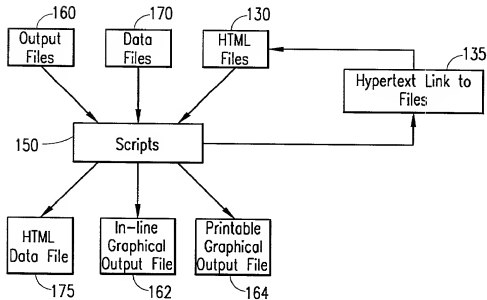 160
170
130
135
Output
Files
Data
Files
HTML
Files
Hypertext Link to
Files
150
Scripts
HTML
Data File
In-line
Graphical
Output File
Printable
Graphical
Output File
175
162
164